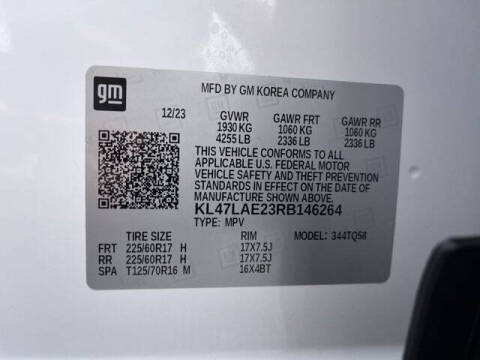 gm
MFD BY GM KOREA COMPANY
12/23 GVWR GAWR FRT GAWR RR
1930 KG 1060 KG 1060 KG
4255 LB 2336 LB 2336 LB
THIS VEHICLE CONFORMS TO ALL
APPLICABLE U.S. FEDERAL MOTOR
VEHICLE SAFETY AND THEFT PREVENTION
STANDARDS IN EFFECT ON THE DATE OF
MANUFACTURE SHOWN ABOVE.
KL47LAE23RB146264
TYPE: MPV
TIRE SIZE RIM 344TQ58
FRT 225/60R17 H 17X7.5J
RR 225/60R17 H 17X7.5J
SPA T125/70R16 M 16X4BT